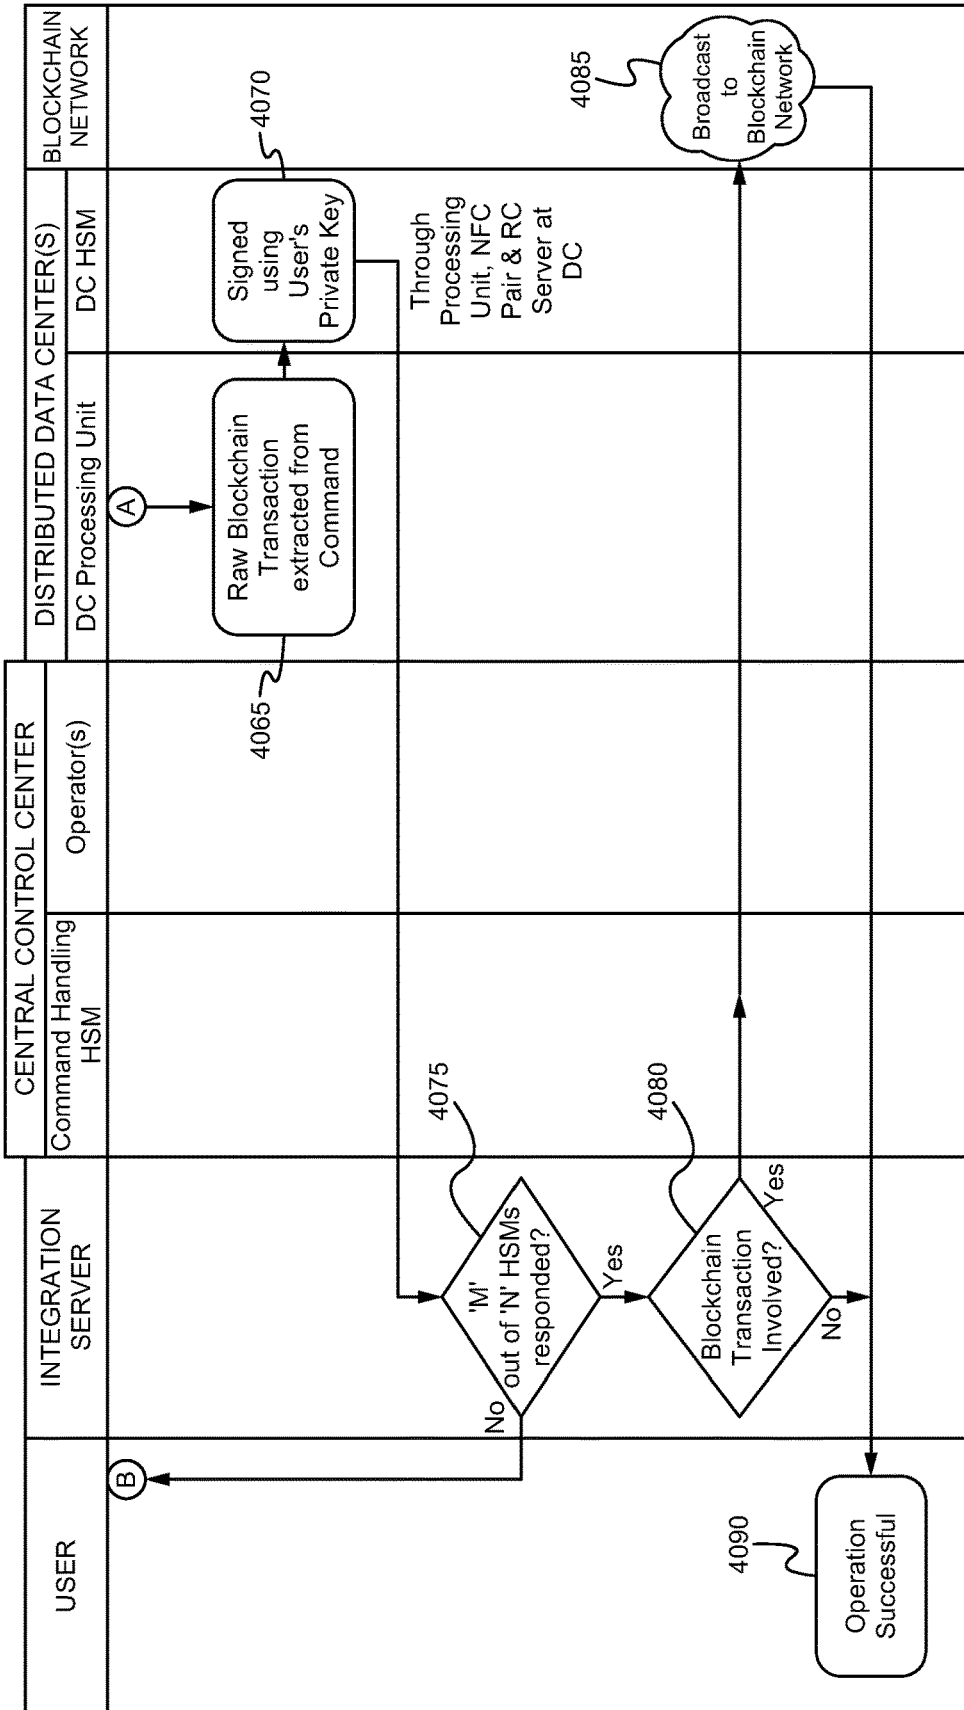 USER
INTEGRATION
SERVER
CENTRAL CONTROL CENTER
Command Handling
HSM
Operator(s)
DISTRIBUTED DATA CENTER(S)
DC Processing Unit
DC HSM
BLOCKCHAIN
NETWORK
B
A
4065
Raw Blockchain
Transaction
extracted from
Command
4070
Signed
using
User's
Private Key
Through
Processing
Unit, NFC
Pair & RC
Server at
DC
4075
'M'
out of 'N' HSMs
responded?
No
Yes
4080
Blockchain
Transaction
Involved?
Yes
No
4085
Broadcast
to
Blockchain
Network
4090
Operation
Successful